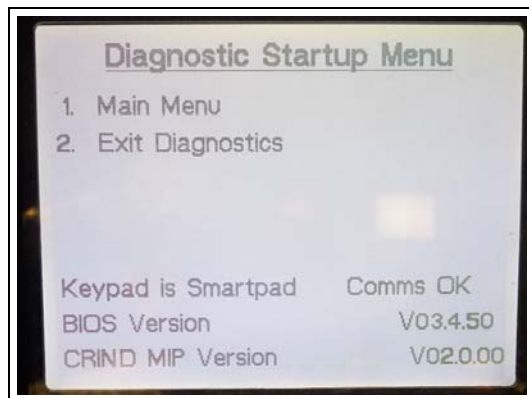 Diagnostic Startup Menu
1. Main Menu
2. Exit Diagnostics
Keypad is Smartpad Comms OK
BIOS Version V03.4.50
CRIND MIP Version V02.0.00